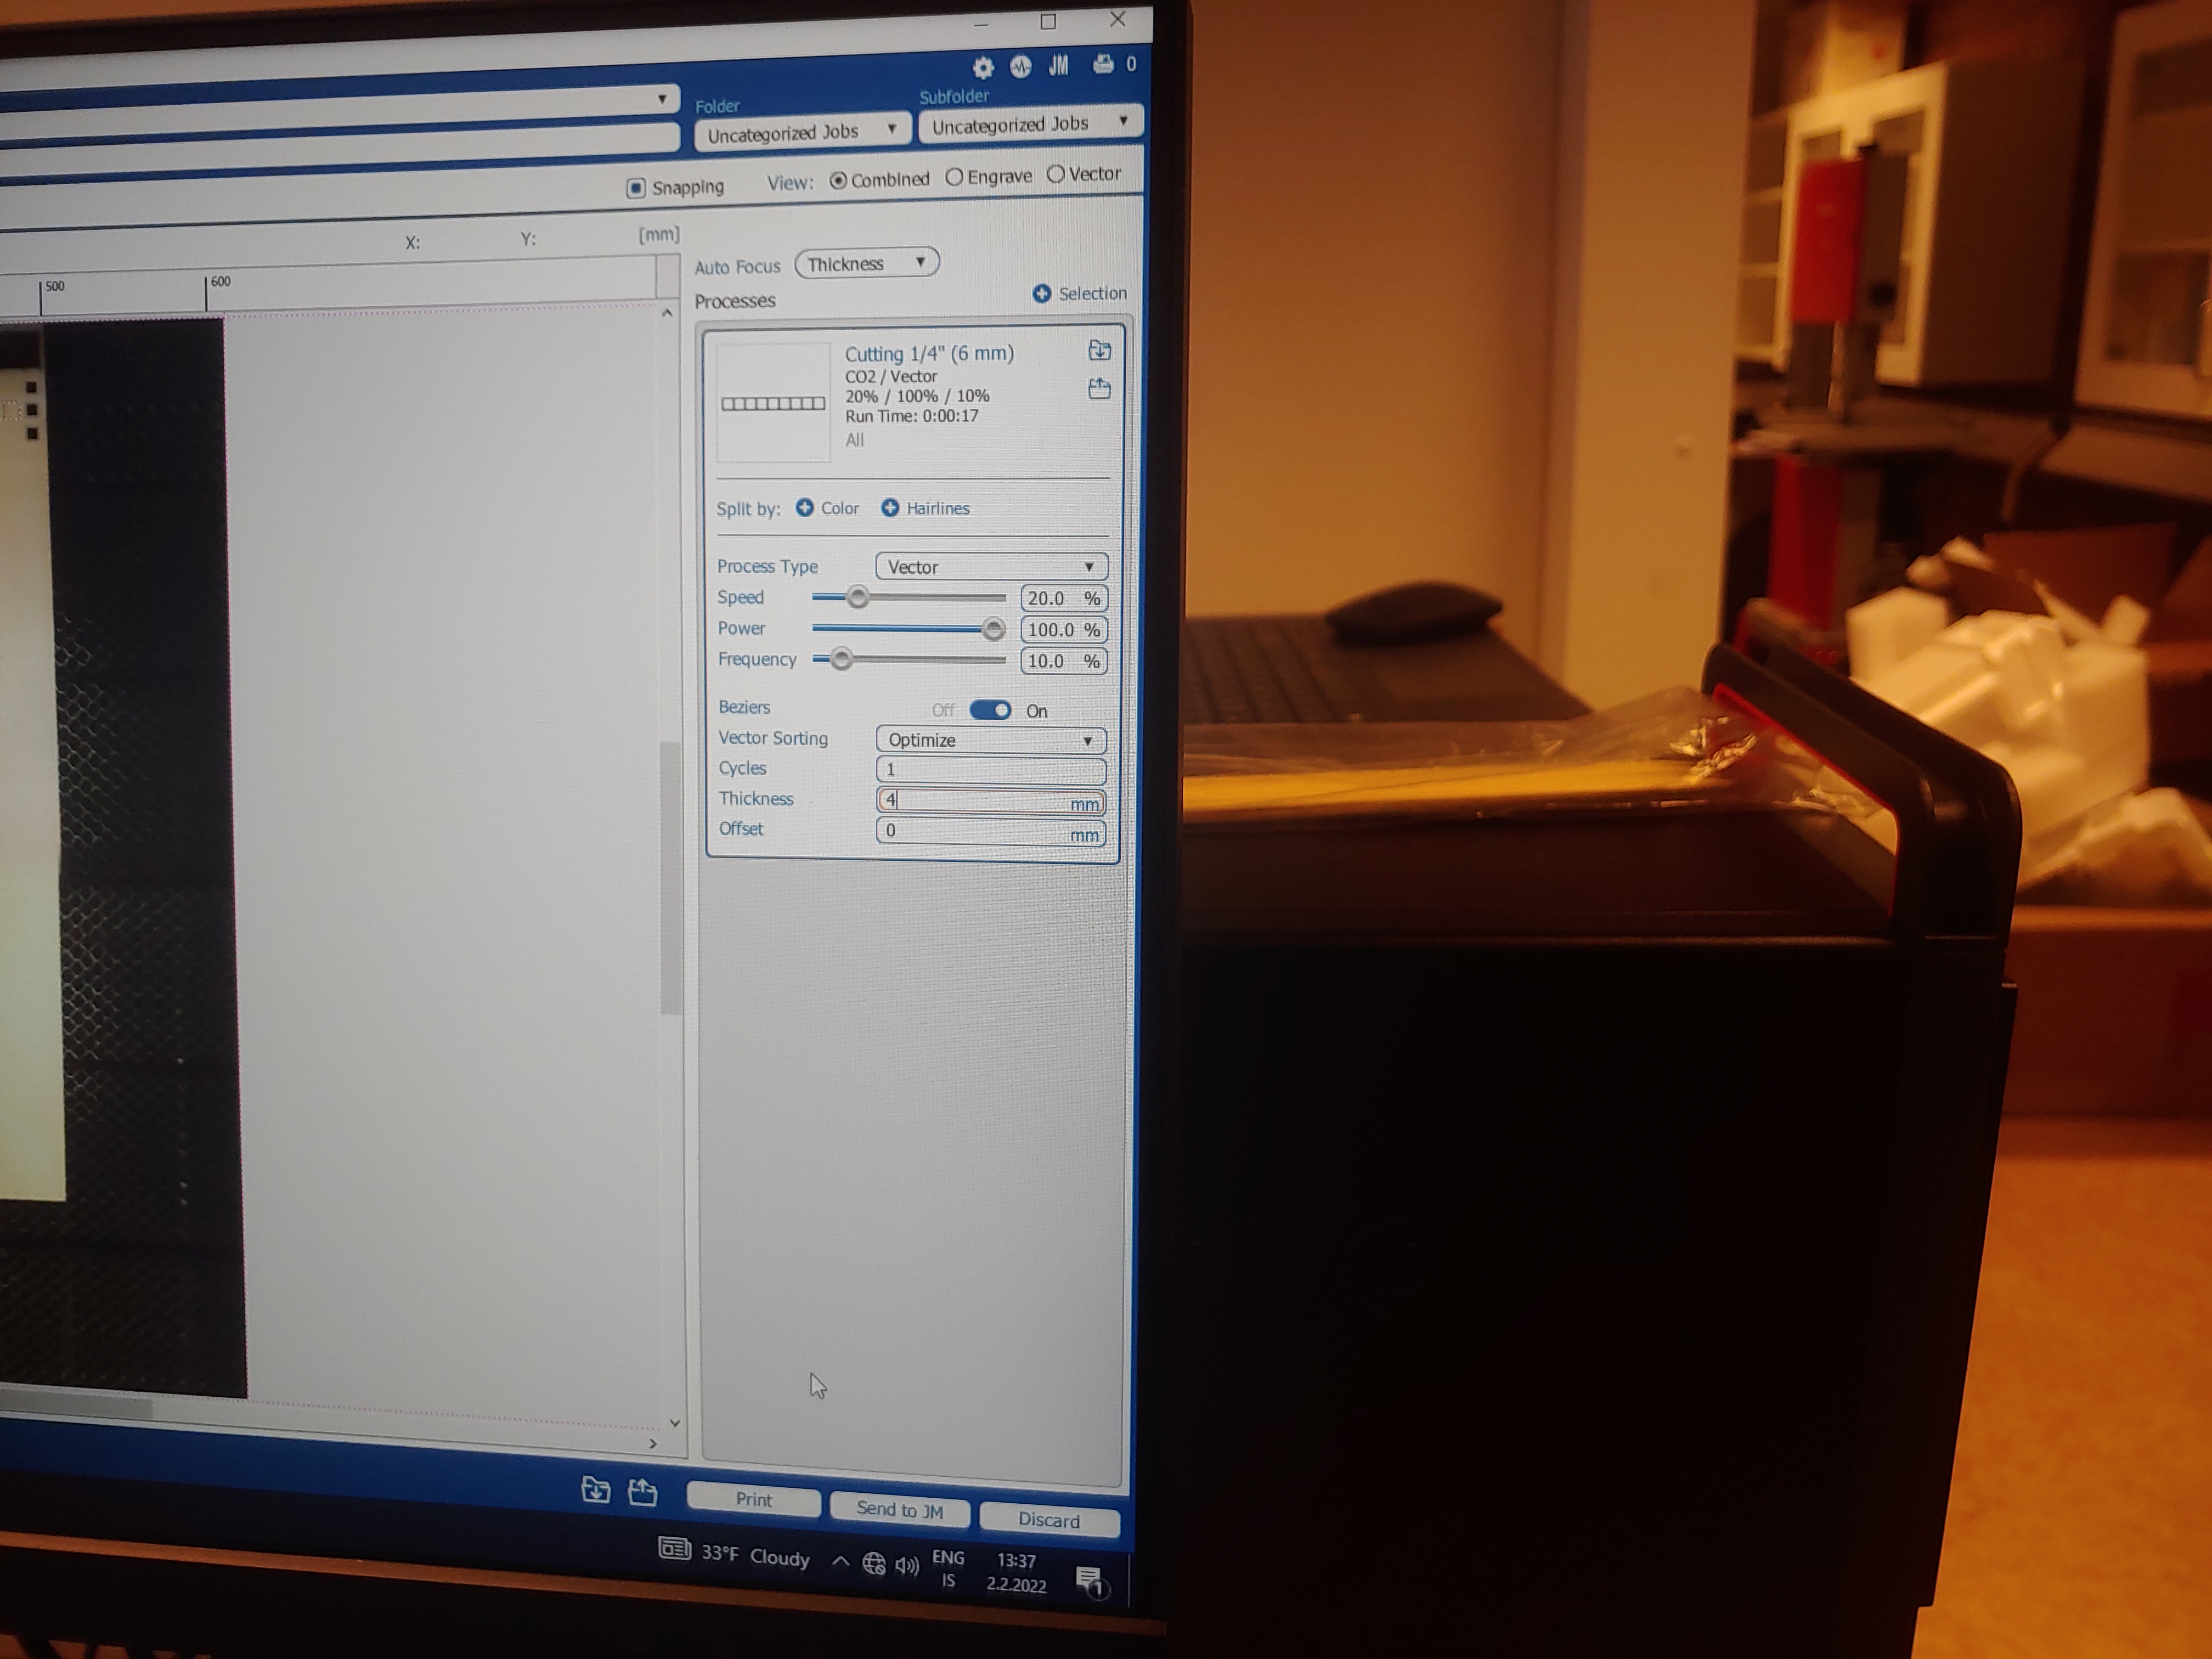 JM 0
Folder
Subfolder
Uncategorized Jobs
Uncategorized Jobs
Snapping View: Combined Engrave Vector
X: Y: [mm]
500 600
Auto Focus Thickness
Processes Selection
Cutting 1/4" (6 mm)
CO2 / Vector
20% / 100% / 10%
Run Time: 0:00:17
All
Split by: Color Hairlines
Process Type Vector
Speed 20.0 %
Power 100.0 %
Frequency 10.0 %
Beziers Off On
Vector Sorting Optimize
Cycles 1
Thickness 4 mm
Offset 0 mm
Print Send to JM Discard
33°F Cloudy ENG 13:37
IS 2.2.2022 1